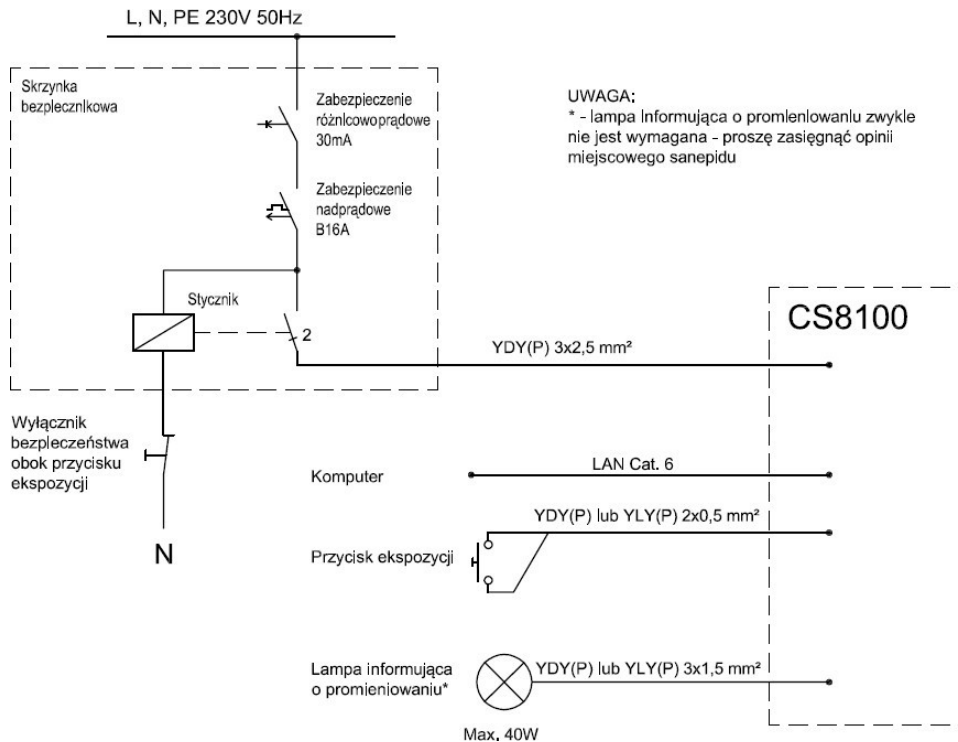 L, N, PE 230V 50Hz
Skrzynka
bezpiecznikowa
Zabezpieczenie
różnicowoprądowe
30mA
UWAGA:
* - lampa informująca o promieniowaniu zwykle
nie jest wymagana - proszę zasięgnąć opinii
miejscowego sanepidu
Zabezpieczenie
nadprądowe
B16A
Stycznik
2
CS8100
YDY(P) 3x2,5 mm²
Wyłącznik
bezpieczeństwa
obok przycisku
ekspozycji
N
Komputer
LAN Cat. 6
YDY(P) lub YLY(P) 2x0,5 mm²
Przycisk ekspozycji
Lampa informująca
o promieniowaniu*
YDY(P) lub YLY(P) 3x1,5 mm²
Max, 40W